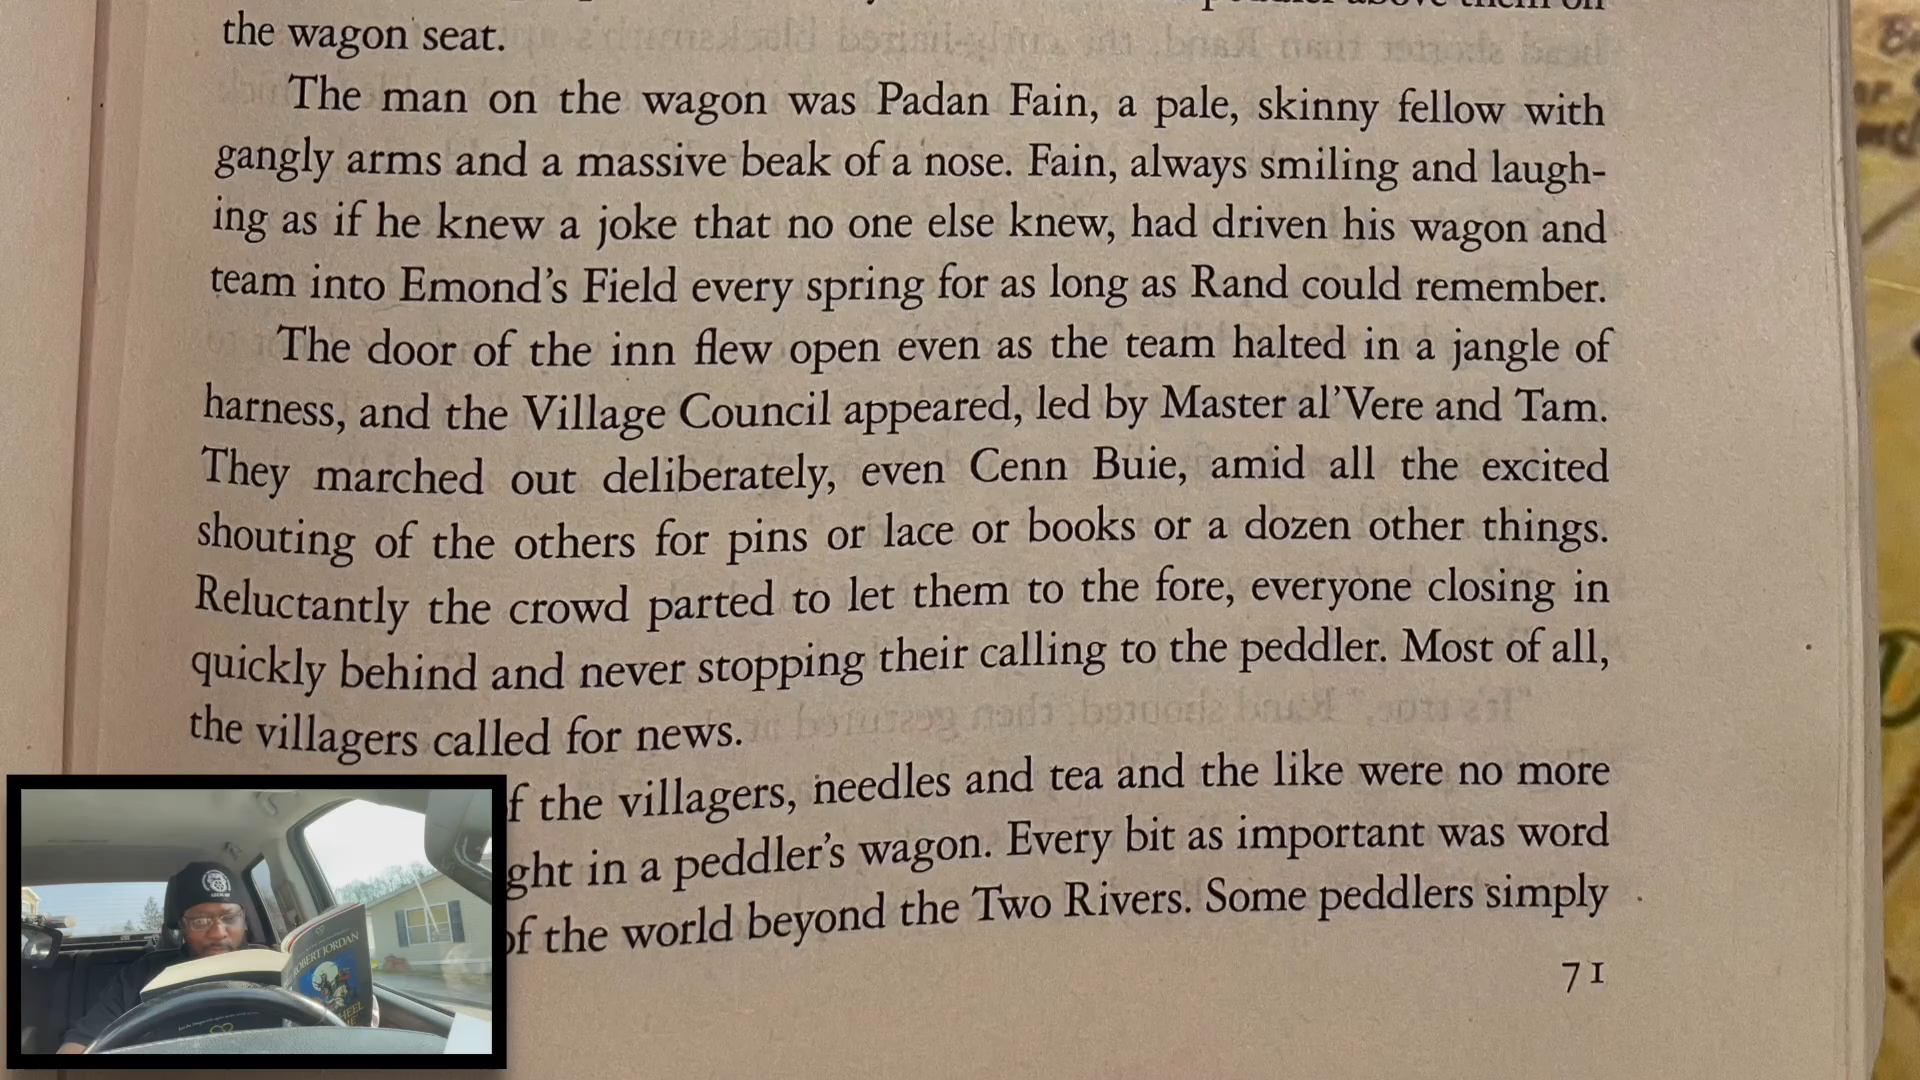 the wagon seat.
The man on the wagon was Padan Fain, a pale, skinny fellow with
gangly arms and a massive beak of a nose. Fain, always smiling and laugh-
ing as if he knew a joke that no one else knew, had driven his wagon and
team into Emond’s Field every spring for as long as Rand could remember.
The door of the inn flew open even as the team halted in a jangle of
harness, and the Village Council appeared, led by Master al’Vere and Tam.
They marched out deliberately, even Cenn Buie, amid all the excited
shouting of the others for pins or lace or books or a dozen other things.
Reluctantly the crowd parted to let them to the fore, everyone closing in
quickly behind and never stopping their calling to the peddler. Most of all,
the villagers called for news.
f the villagers, needles and tea and the like were no more
ght in a peddler’s wagon. Every bit as important was word
of the world beyond the Two Rivers. Some peddlers simply
71
ROBERT JORDAN